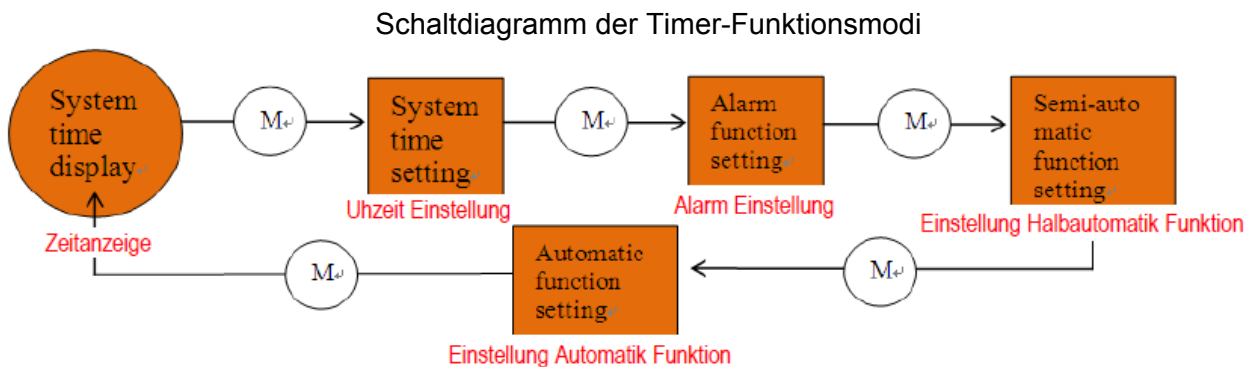 Schaltdiagramm der Timer-Funktionsmodi
System
time
display
M
System
time
setting
M
Alarm
function
setting
M
Semi-auto
matic
function
setting
Uhzeit Einstellung
Alarm Einstellung
Einstellung Halbautomatik Funktion
Zeitanzeige
M
Automatic
function
setting
M
Einstellung Automatik Funktion